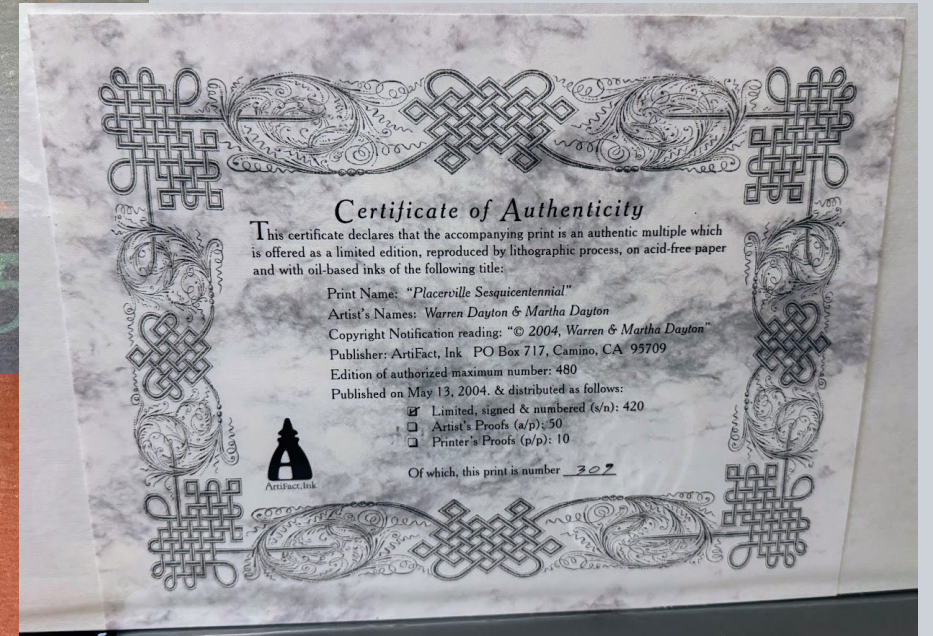 Certificate of Authenticity
This certificate declares that the accompanying print is an authentic multiple which
is offered as a limited edition, reproduced by lithographic process, on acid-free paper
and with oil-based inks of the following title:
Print Name: "Placerville Sesquicentennial"
Artist's Names: Warren Dayton & Martha Dayton
Copyright Notification reading: "© 2004, Warren & Martha Dayton"
Publisher: ArtiFact, Ink PO Box 717, Camino, CA 95709
Edition of authorized maximum number: 480
Published on May 13, 2004. & distributed as follows:
Limited, signed & numbered (s/n): 420
Artist's Proofs (a/p): 50
Printer's Proofs (p/p): 10
Of which, this print is number 309
A
ArtiFact, Ink